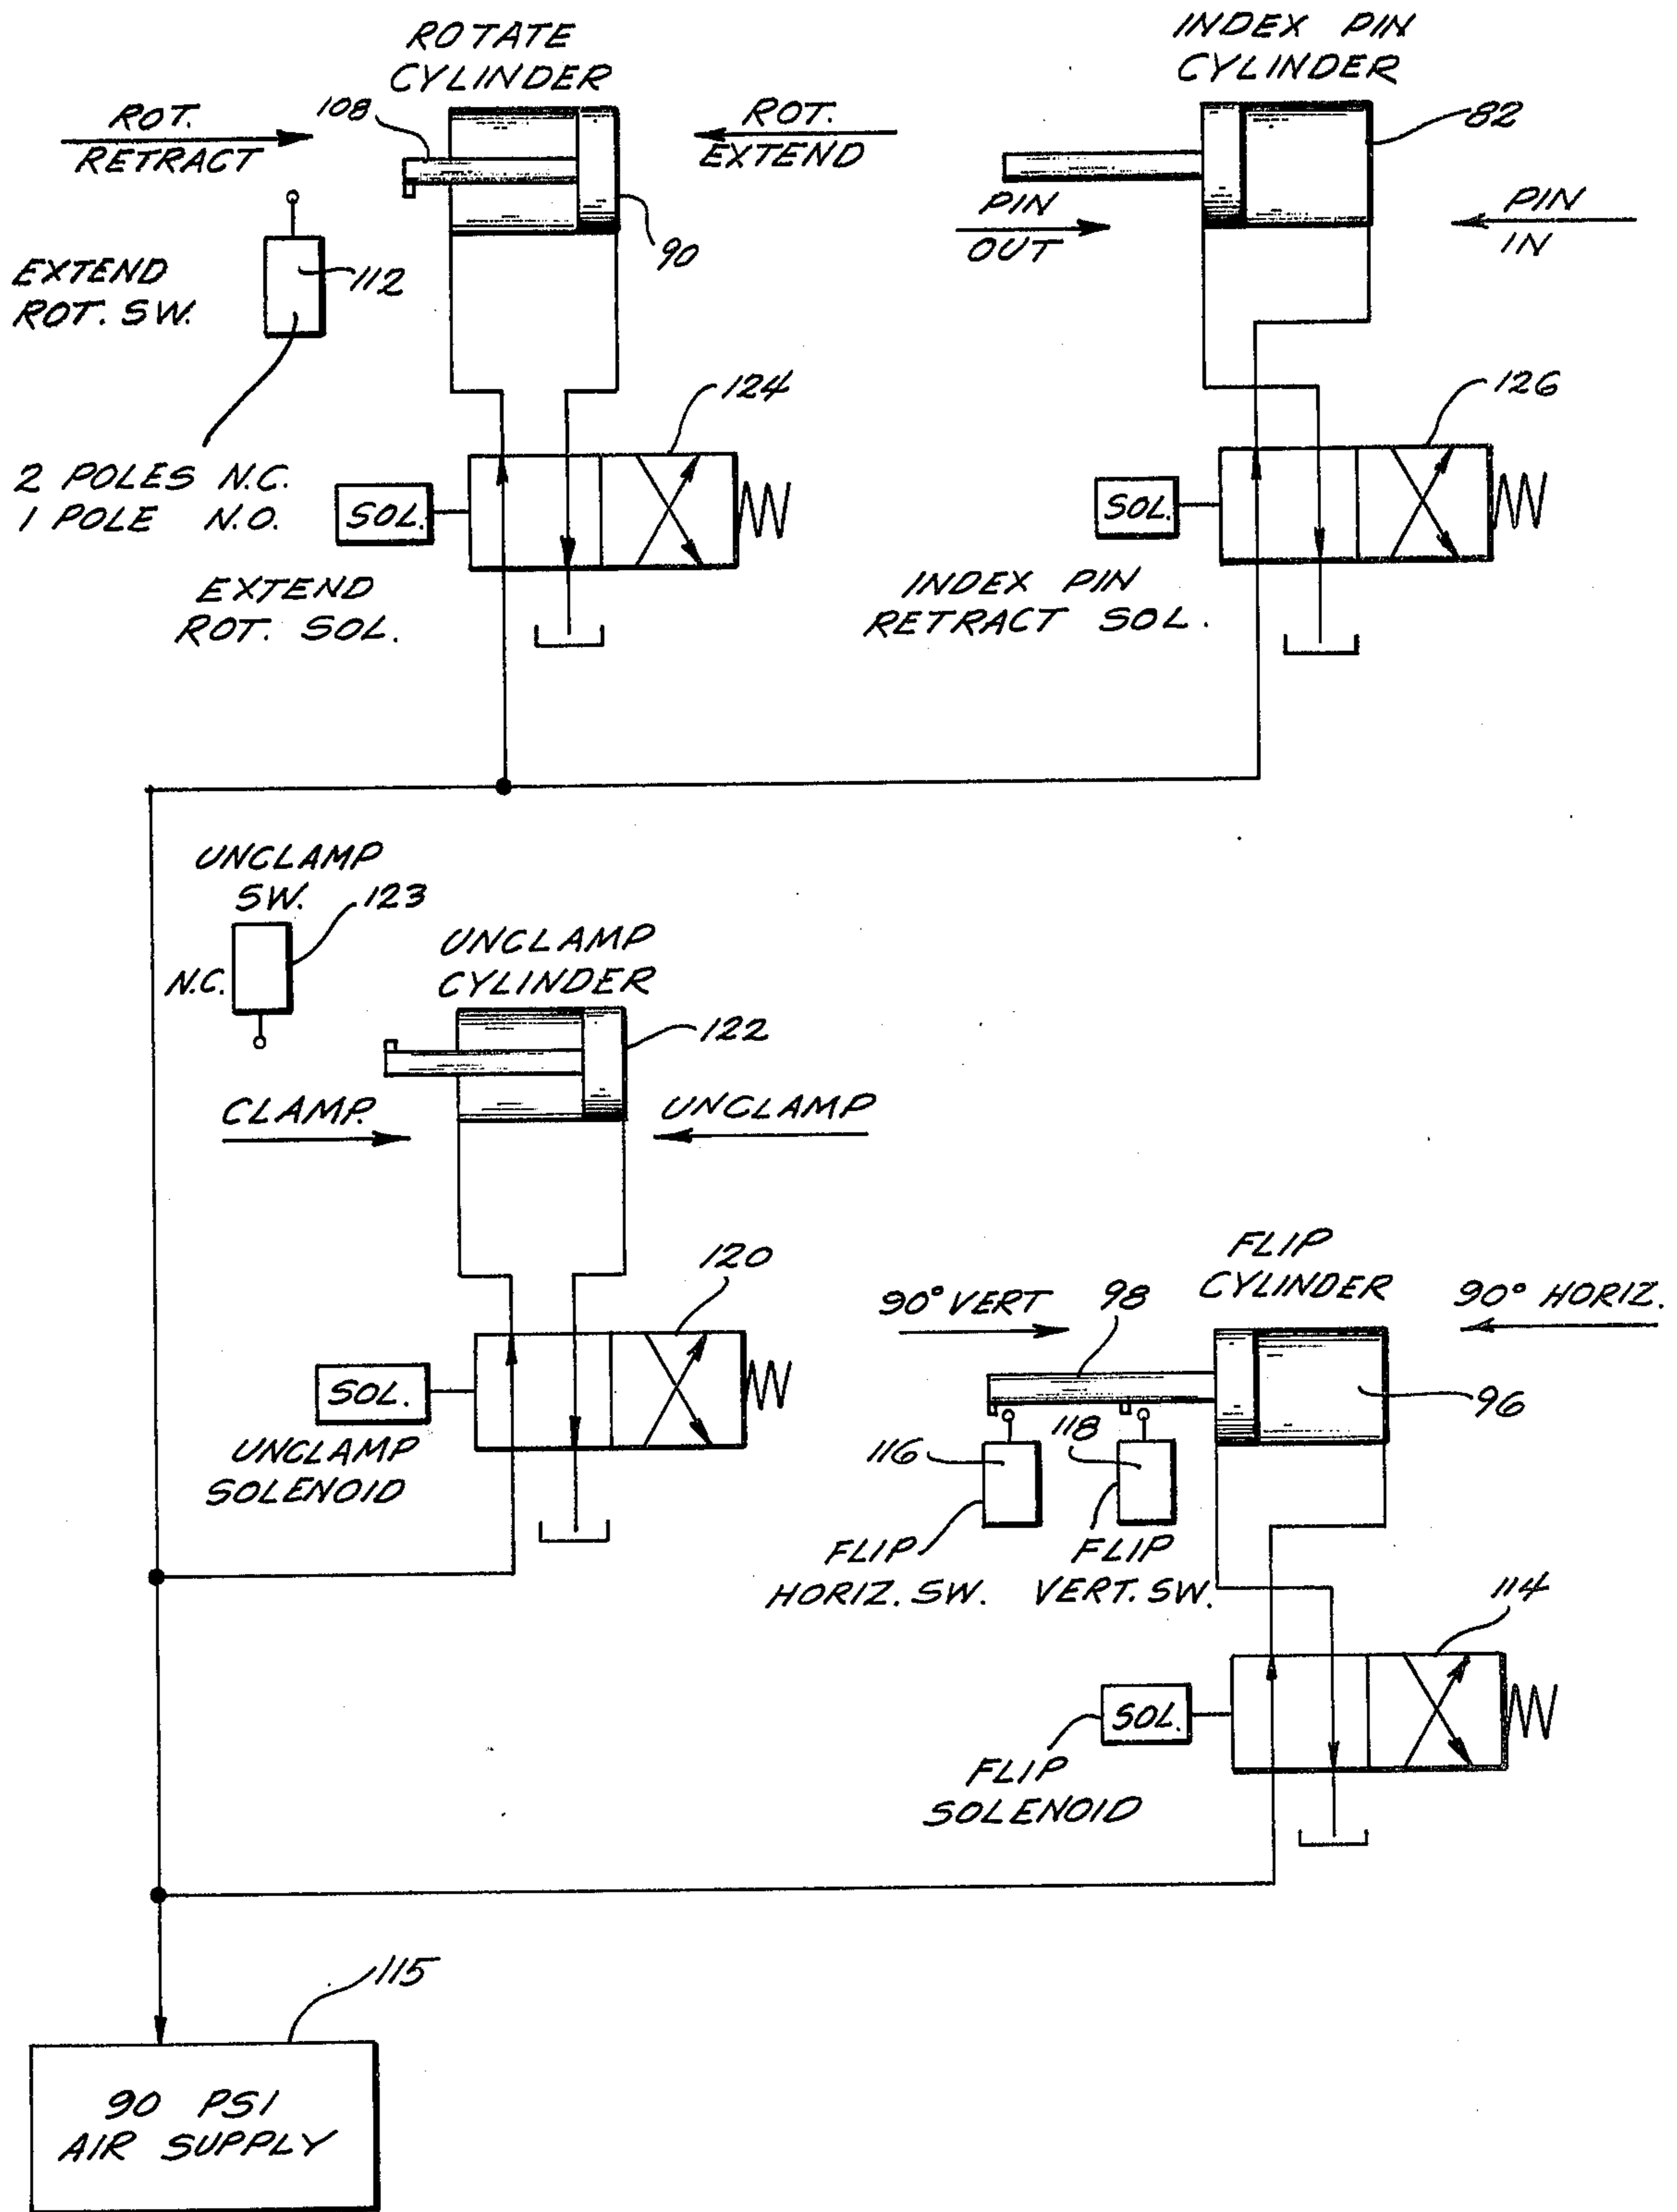 ROTATE
CYLINDER
INDEX PIN
CYLINDER
ROT.
RETRACT
108
ROT.
EXTEND
82
PIN
OUT
PIN
IN
90
EXTEND
ROT. SW.
112
124
126
2 POLES N.C.
1 POLE N.O.
SOL.
SOL.
EXTEND
ROT. SOL.
INDEX PIN
RETRACT SOL.
UNCLAMP
SW.
123
N.C.
UNCLAMP
CYLINDER
122
CLAMP.
UNCLAMP
120
FLIP
CYLINDER
90° VERT
98
90° HORIZ.
96
SOL.
UNCLAMP
SOLENOID
116
118
FLIP
HORIZ. SW.
FLIP
VERT. SW.
114
SOL.
FLIP
SOLENOID
115
90 PSI
AIR SUPPLY